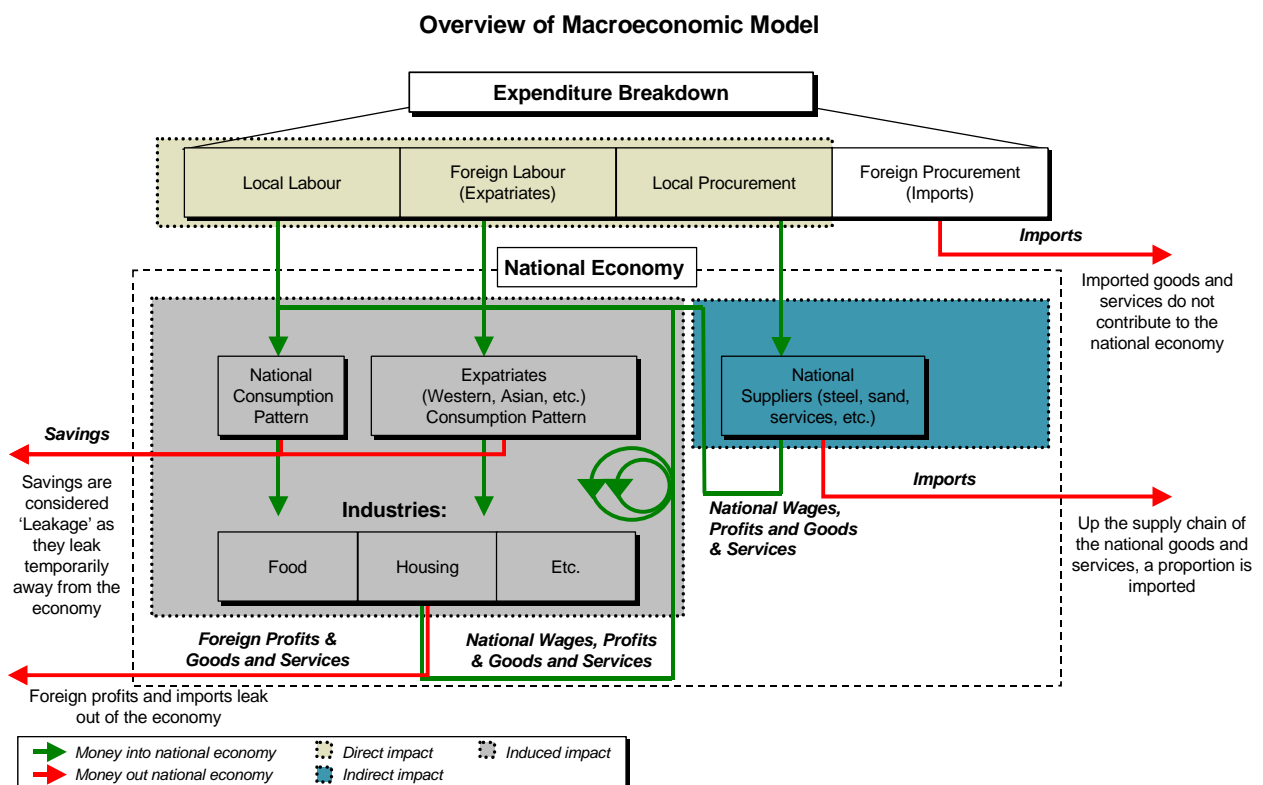 Overview of Macroeconomic Model
Expenditure Breakdown
Local Labour
Foreign Labour
(Expatriates)
Local Procurement
Foreign Procurement
(Imports)
Imports
Imported goods and
services do not
contribute to the
national economy
National Economy
National
Consumption
Pattern
Expatriates
(Western, Asian, etc.)
Consumption Pattern
National
Suppliers (steel, sand,
services, etc.)
Savings
Savings are
considered
‘Leakage’ as
they leak
temporarily
away from the
economy
Imports
Up the supply chain of
the national goods and
services, a proportion is
imported
National Wages,
Profits and Goods
& Services
Industries:
Food
Housing
Etc.
Foreign Profits &
Goods and Services
National Wages, Profits
& Goods and Services
Foreign profits and imports leak
out of the economy
Money into national economy
Money out national economy
Direct impact
Indirect impact
Induced impact